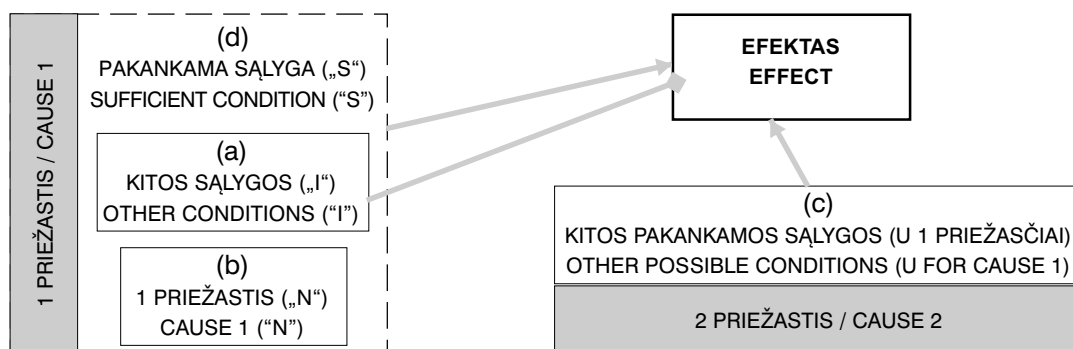 1 PRIEŽASTIS / CAUSE 1
(d)
PAKANKAMA SĄLYGA („S“)
SUFFICIENT CONDITION (“S”)
(a)
KITOS SĄLYGOS („I“)
OTHER CONDITIONS (“I”)
(b)
1 PRIEŽASTIS („N“)
CAUSE 1 (“N”)
EFEKTAS
EFFECT
(c)
KITOS PAKANKAMOS SĄLYGOS (U 1 PRIEŽASČIAI)
OTHER POSSIBLE CONDITIONS (U FOR CAUSE 1)
2 PRIEŽASTIS / CAUSE 2